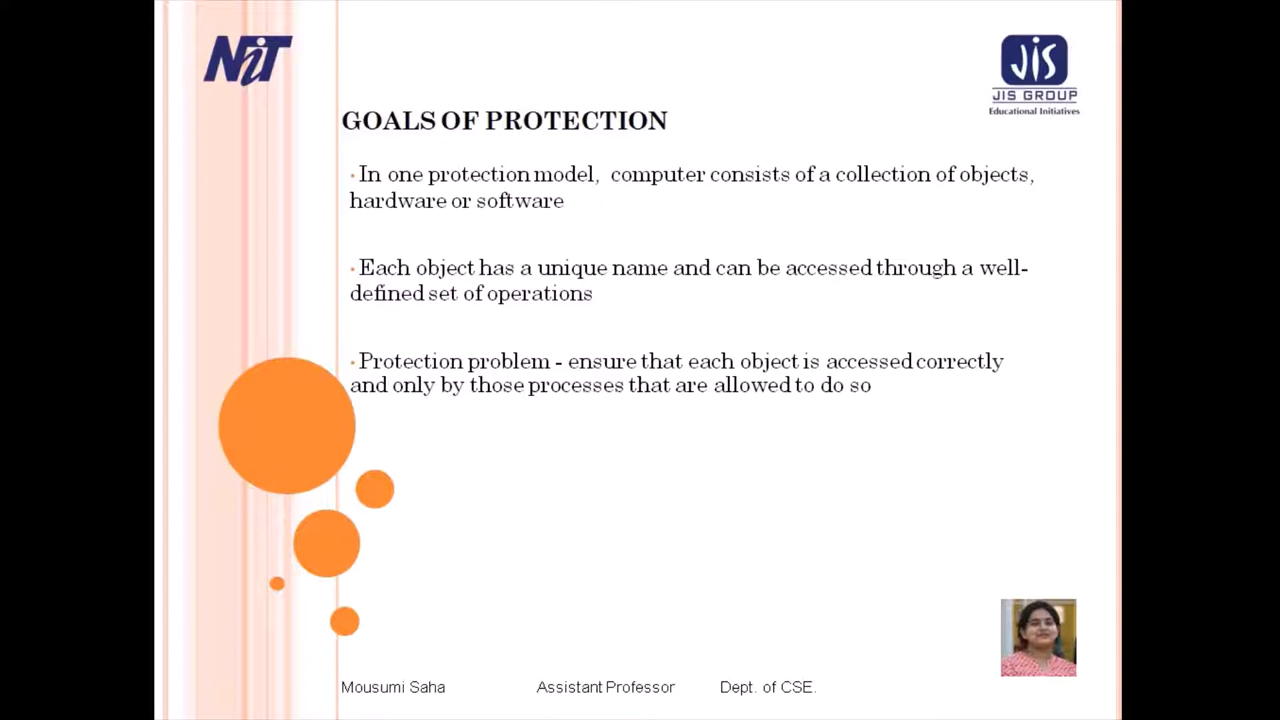 NiT
JIS
JIS GROUP
Educational Initiatives
GOALS OF PROTECTION
• In one protection model, computer consists of a collection of objects,
hardware or software
• Each object has a unique name and can be accessed through a well-
defined set of operations
• Protection problem - ensure that each object is accessed correctly
and only by those processes that are allowed to do so
Mousumi Saha Assistant Professor Dept. of CSE.